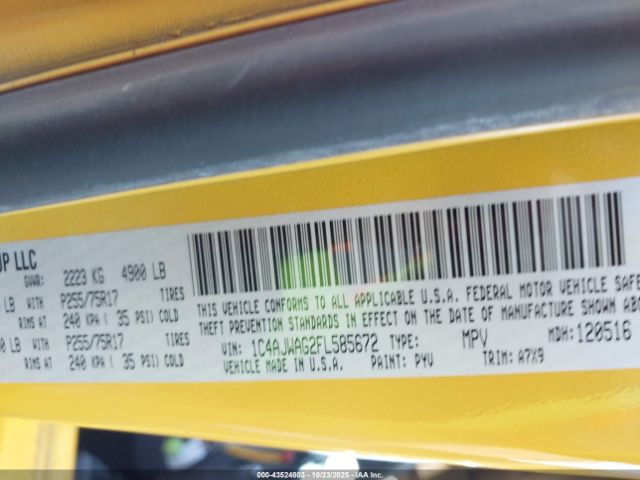 UP LLC
GVWR: 2223 KG 4900 LB
LB WITH P255/75R17 TIRES
RIMS AT 240 KPA ( 35 PSI) COLD
LB WITH P255/75R17 TIRES
RIMS AT 240 KPA ( 35 PSI) COLD
THIS VEHICLE CONFORMS TO ALL APPLICABLE U.S.A. FEDERAL MOTOR VEHICLE SAFE
THEFT PREVENTION STANDARDS IN EFFECT ON THE DATE OF MANUFACTURE SHOWN ABO
VIN: 1C4AJWAG2FL585672 TYPE: MPV MDH: 120516
VEHICLE MADE IN U.S.A. PAINT: PYV TRIM: A7X9
000-43524803 - 10/23/2025 - IAA Inc.